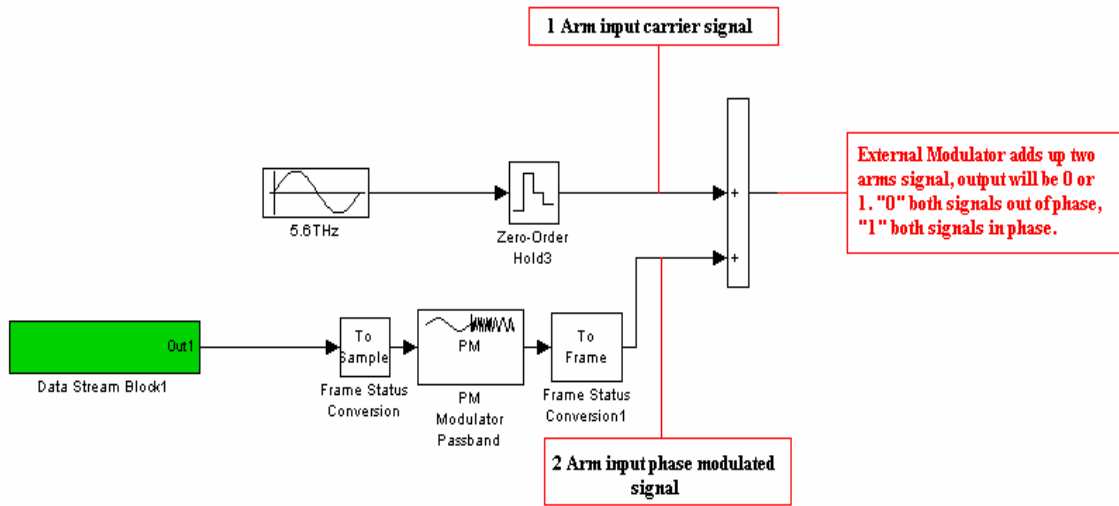 1 Arm input carrier signal
External Modulator adds up two
arms signal, output will be 0 or
1. "0" both signals out of phase,
"1" both signals in phase.
+
5.6THz
Zero-Order
Hold3
+
Out1
Data Stream Block1
To
Sample
Frame Status
Conversion
PM
PM
Modulator
Passband
To
Frame
Frame Status
Conversion1
2 Arm input phase modulated
signal